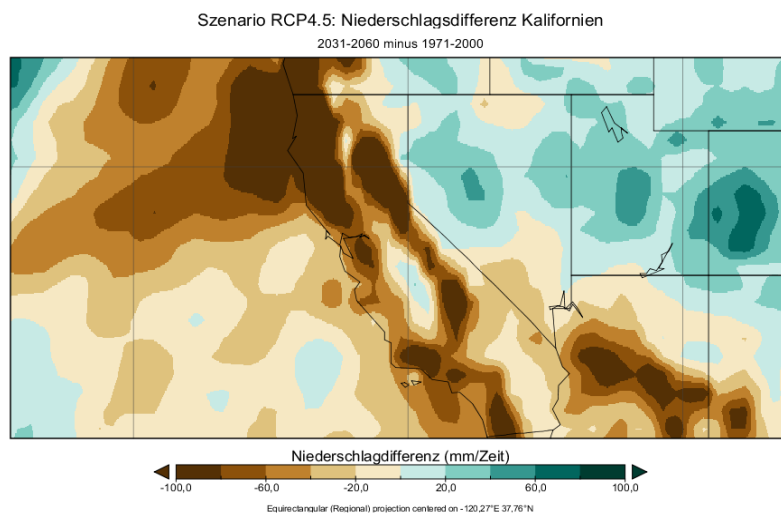 Szenario RCP4.5: Niederschlagsdifferenz Kalifornien
2031-2060 minus 1971-2000
Niederschlagdifferenz (mm/Zeit)
-100,0 -60,0 -20,0 20,0 60,0 100,0
Equirectangular (Regional) projection centered on -120,27°E 37,76°N